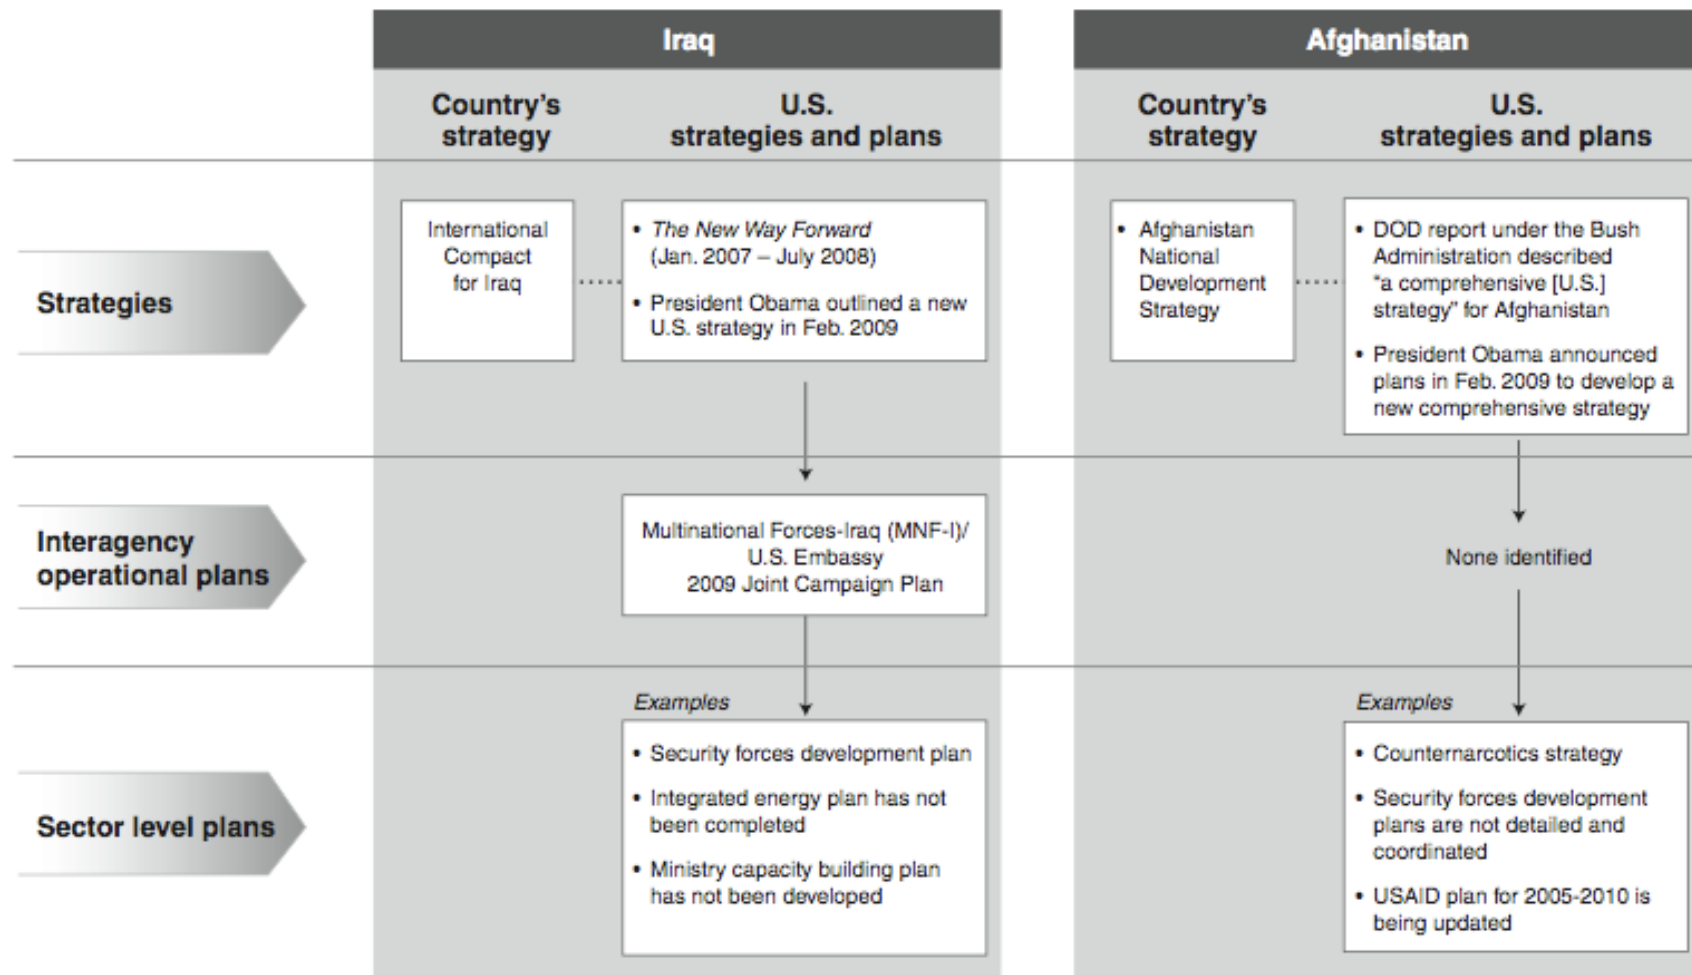 Iraq
Afghanistan
Country's
strategy
U.S.
strategies and plans
Country's
strategy
U.S.
strategies and plans
Strategies
International
Compact
for Iraq
• The New Way Forward
(Jan. 2007 – July 2008)
• President Obama outlined a new
U.S. strategy in Feb. 2009
• Afghanistan
National
Development
Strategy
• DOD report under the Bush
Administration described
“a comprehensive [U.S.]
strategy” for Afghanistan
• President Obama announced
plans in Feb. 2009 to develop a
new comprehensive strategy
Interagency
operational plans
Multinational Forces-Iraq (MNF-I)/
U.S. Embassy
2009 Joint Campaign Plan
None identified
Sector level plans
Examples
• Security forces development plan
• Integrated energy plan has not
been completed
• Ministry capacity building plan
has not been developed
Examples
• Counternarcotics strategy
• Security forces development
plans are not detailed and
coordinated
• USAID plan for 2005-2010 is
being updated